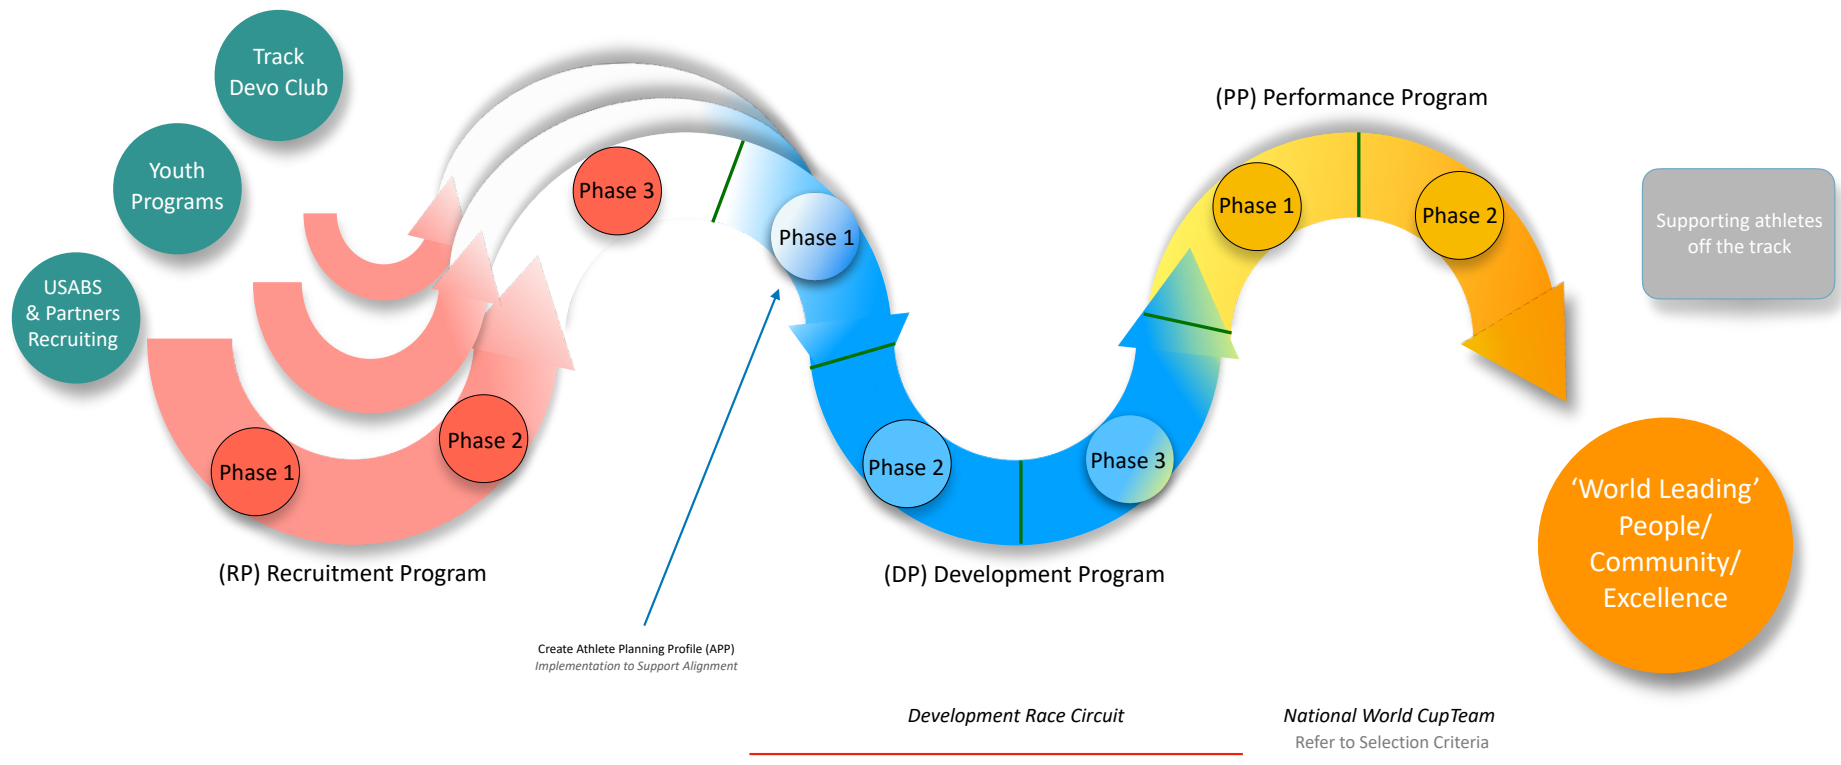 Track
Devo Club
Youth
Programs
USABS
& Partners
Recruiting
Phase 1
Phase 2
Phase 3
(RP) Recruitment Program
Phase 1
Phase 2
Phase 3
(DP) Development Program
Create Athlete Planning Profile (APP)
Implementation to Support Alignment
(PP) Performance Program
Phase 1
Phase 2
Supporting athletes
off the track
‘World Leading’
People/
Community/
Excellence
Development Race Circuit
National World CupTeam
Refer to Selection Criteria